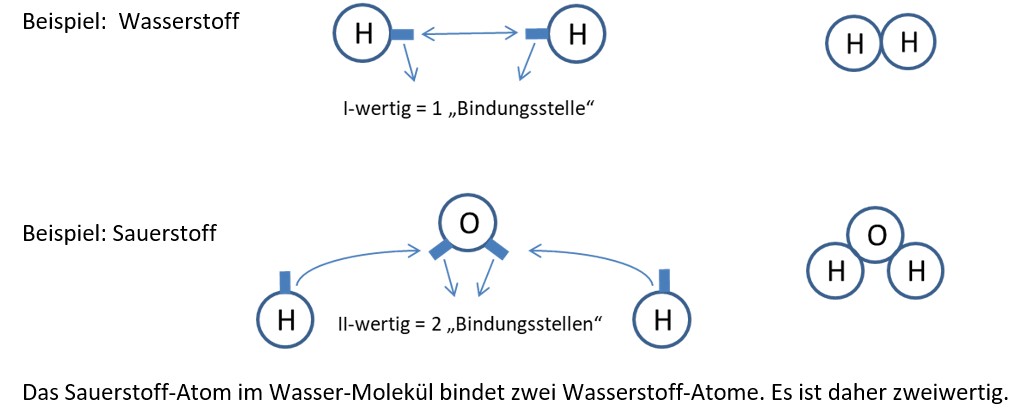 Beispiel:  Wasserstoff
H H
H H
I-wertig = 1 „Bindungsstelle“
Beispiel: Sauerstoff
O
O
H H
H II-wertig = 2 „Bindungsstellen“ H
Das Sauerstoff-Atom im Wasser-Molekül bindet zwei Wasserstoff-Atome. Es ist daher zweiwertig.